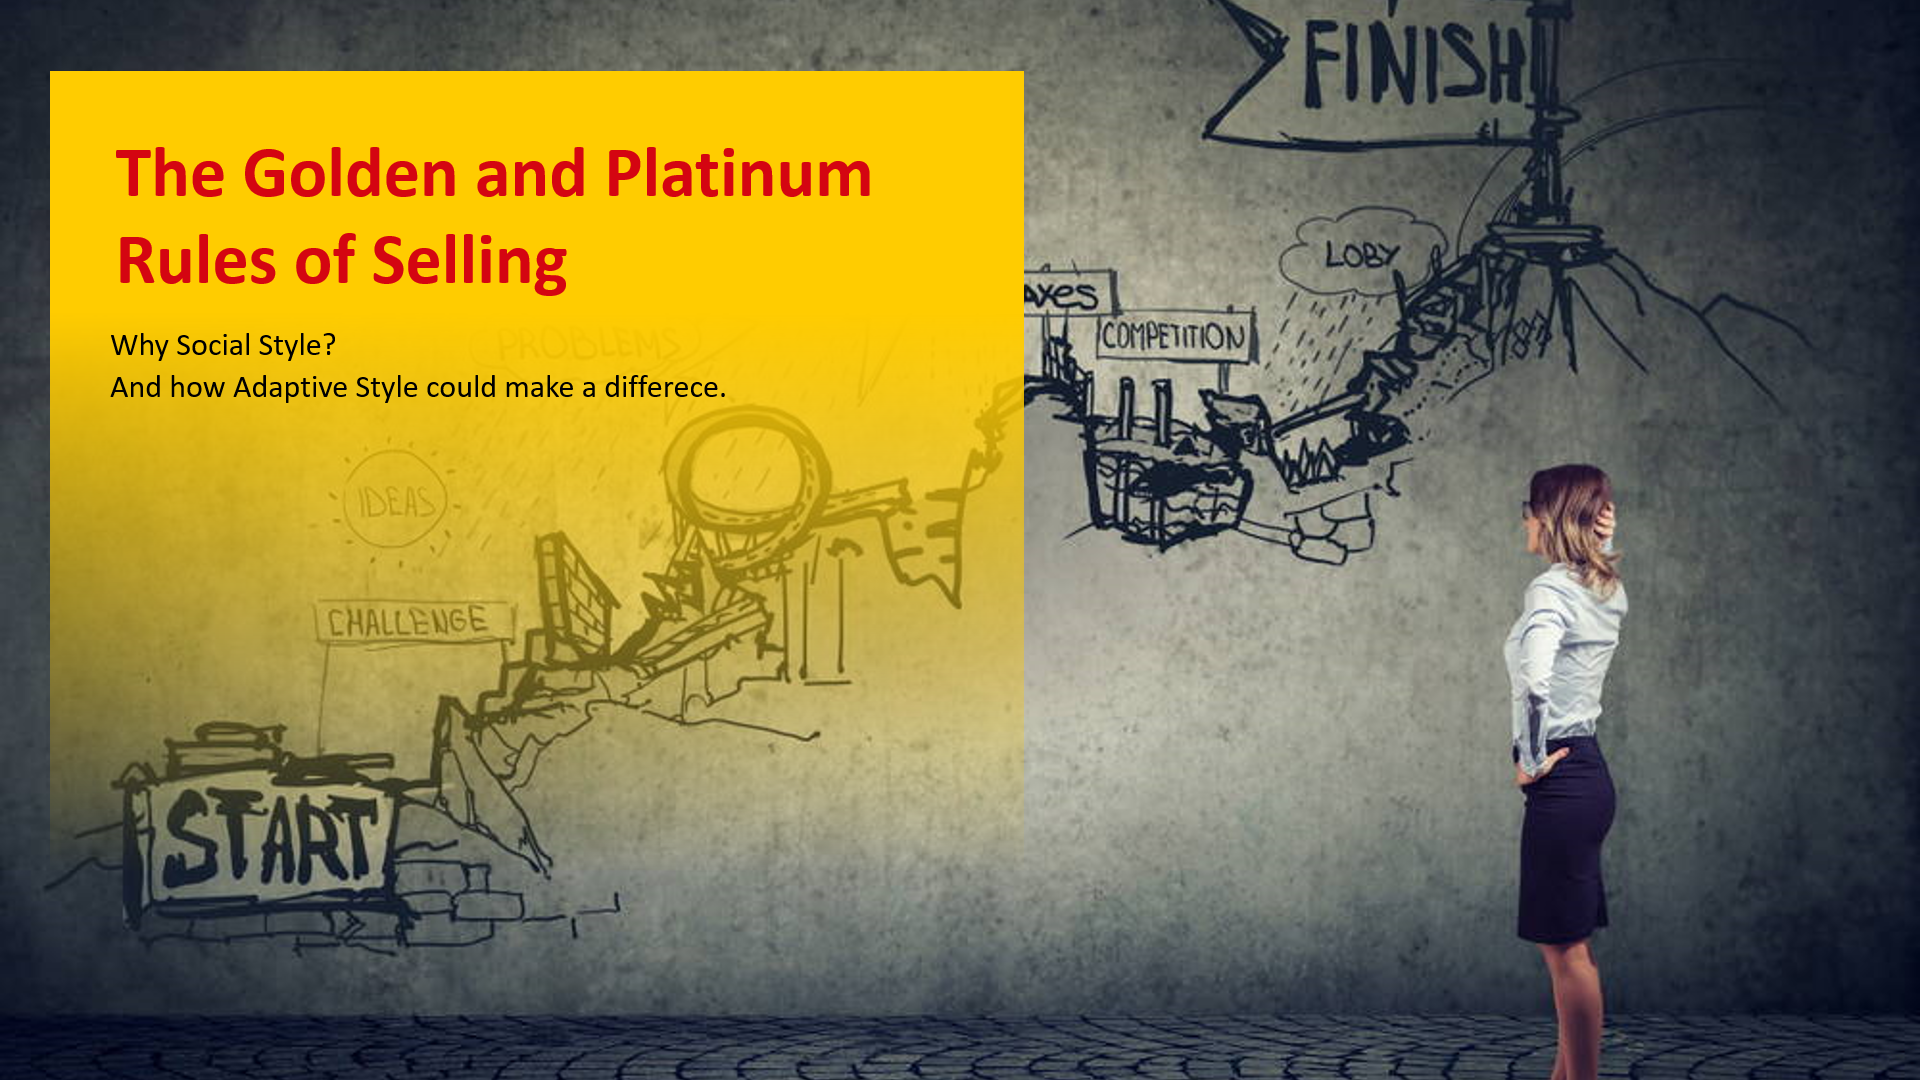 The Golden and Platinum
Rules of Selling
Why Social Style?
And how Adaptive Style could make a differece.
FINISH
LOBY
COMPETITION
PROBLEMS
IDEAS
CHALLENGE
START